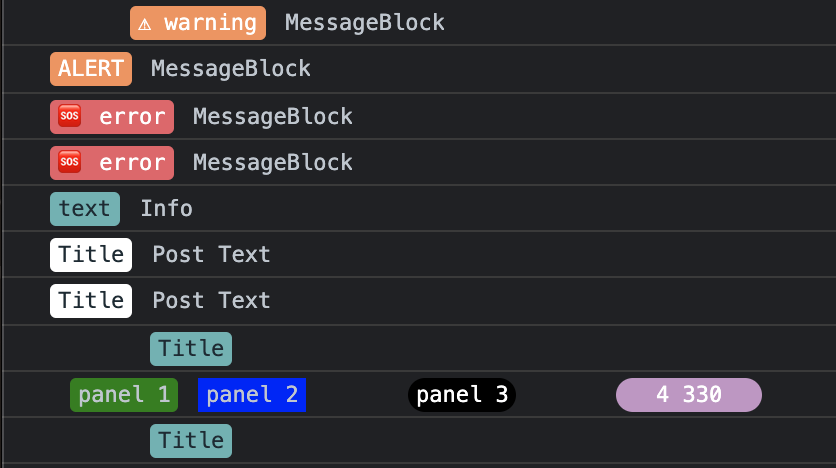 ⚠ warning MessageBlock
ALERT MessageBlock
🆘 error MessageBlock
🆘 error MessageBlock
text Info
Title Post Text
Title Post Text
Title
panel 1 panel 2 panel 3 4 330
Title